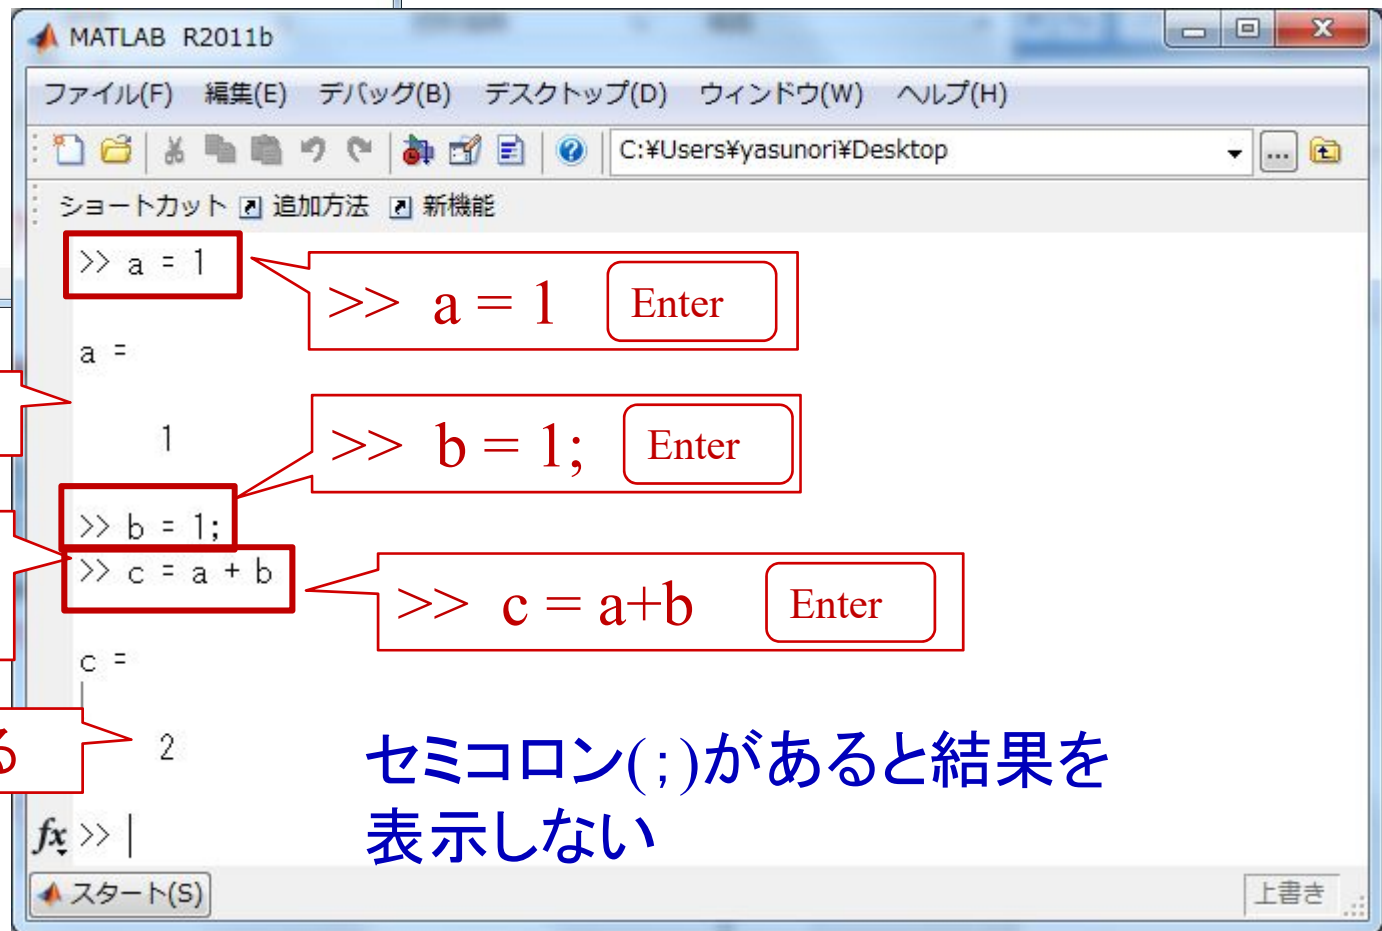 MATLAB R2011b
ファイル(F) 編集(E) デバッグ(B) デスクトップ(D) ウィンドウ(W) ヘルプ(H)
C:¥Users¥yasunori¥Desktop
ショートカット 追加方法 新機能
>> a = 1
>> a = 1 Enter
a =
1
>> b = 1; Enter
>> b = 1;
>> c = a + b
>> c = a+b Enter
c =
る
2
セミコロン(;)があると結果を
表示しない
fx >>
スタート(S)
上書き